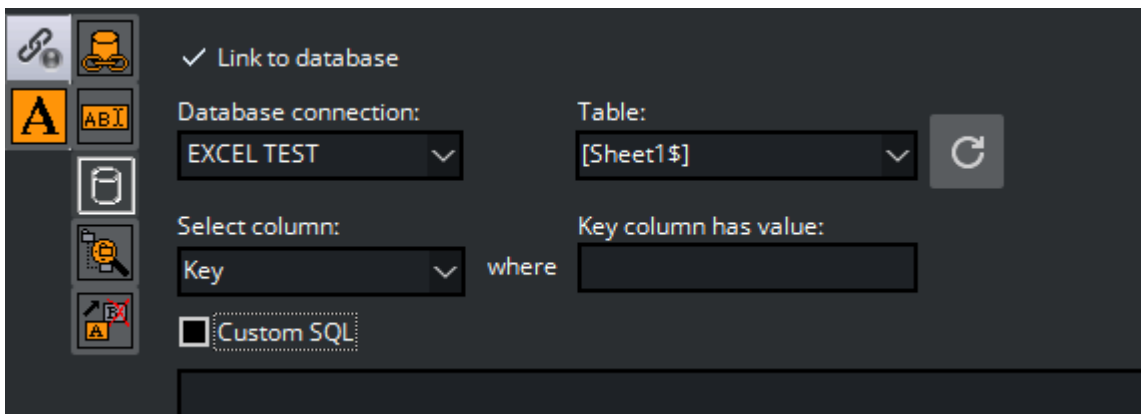 Link to database
Database connection: Table:
EXCEL TEST [Sheet1$]
Select column: Key column has value:
Key where
Custom SQL
A
ABI
A